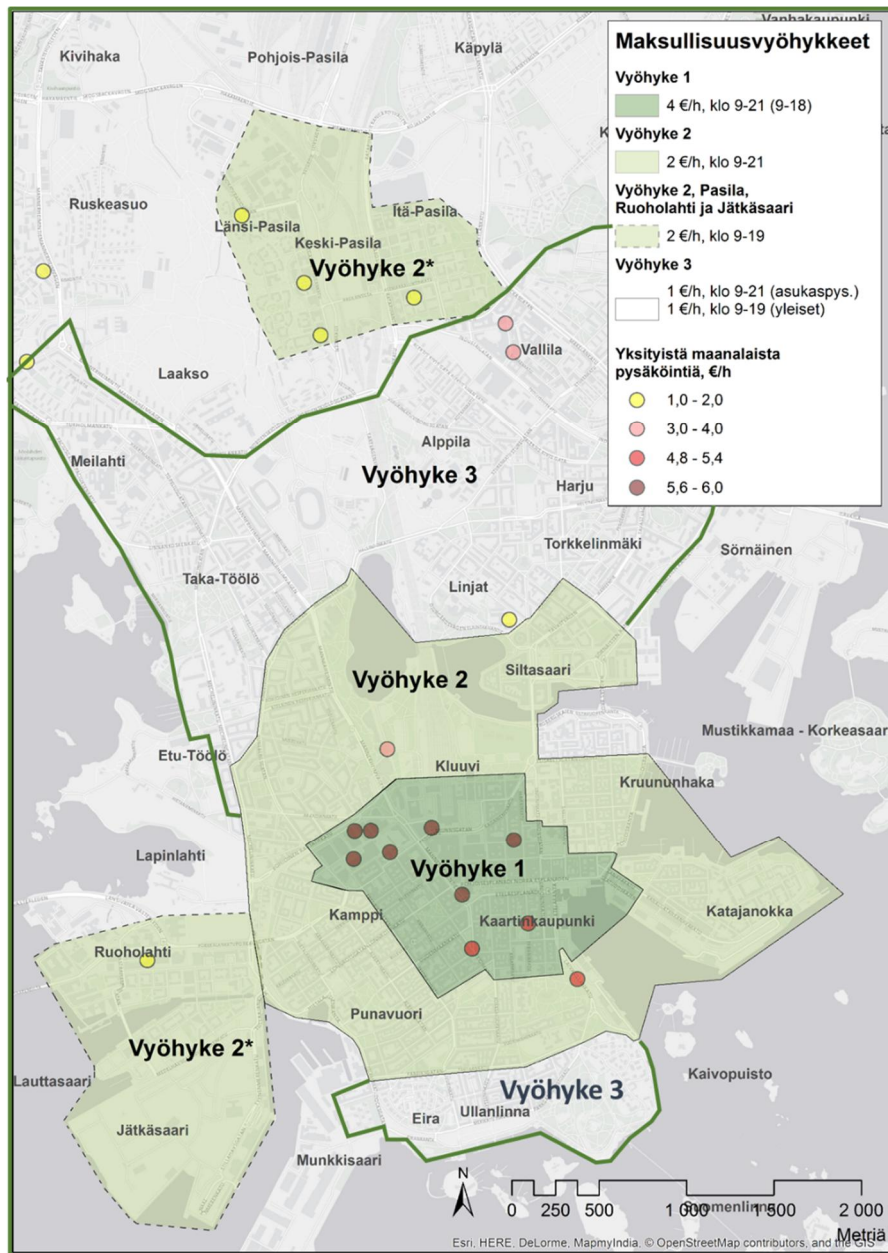 Kivihaka
Pohjois-Pasila
Käpylä
Vanhakaupunki
Maksullisuusvyöhykkeet
Vyöhyke 1
4 €/h, klo 9-21 (9-18)
Vyöhyke 2
2 €/h, klo 9-21
Vyöhyke 2, Pasila,
Ruoholahti ja Jätkäsaari
2 €/h, klo 9-19
Vyöhyke 3
1 €/h, klo 9-21 (asukaspys.)
1 €/h, klo 9-19 (yleiset)
Yksityistä maanalaista
pysäköintiä, €/h
1,0 - 2,0
3,0 - 4,0
4,8 - 5,4
5,6 - 6,0
Ruskeasuo
Itä-Pasila
Länsi-Pasila
Keski-Pasila
Vyöhyke 2*
Vallila
Laakso
Alppila
Meilahti
Vyöhyke 3
Harju
Torkkelinmäki
Sörnäinen
Taka-Töölö
Linjat
Vyöhyke 2
Siltasaari
Mustikkamaa - Korkeasaari
Etu-Töölö
Kluuvi
Kruununhaka
Lapinlahti
Vyöhyke 1
Kamppi
Kaartinkaupunki
Katajanokka
Ruoholahti
Punavuori
Vyöhyke 2*
Lauttasaari
Kaivopuisto
Vyöhyke 3
Eira
Ullanlinna
Jätkäsaari
Munkkisaari
N
0 250 500 1 000 1 500 2 000
Suomenlinna
Metriä
Esri, HERE, DeLorme, MapmyIndia, © OpenStreetMap contributors, and the GIS